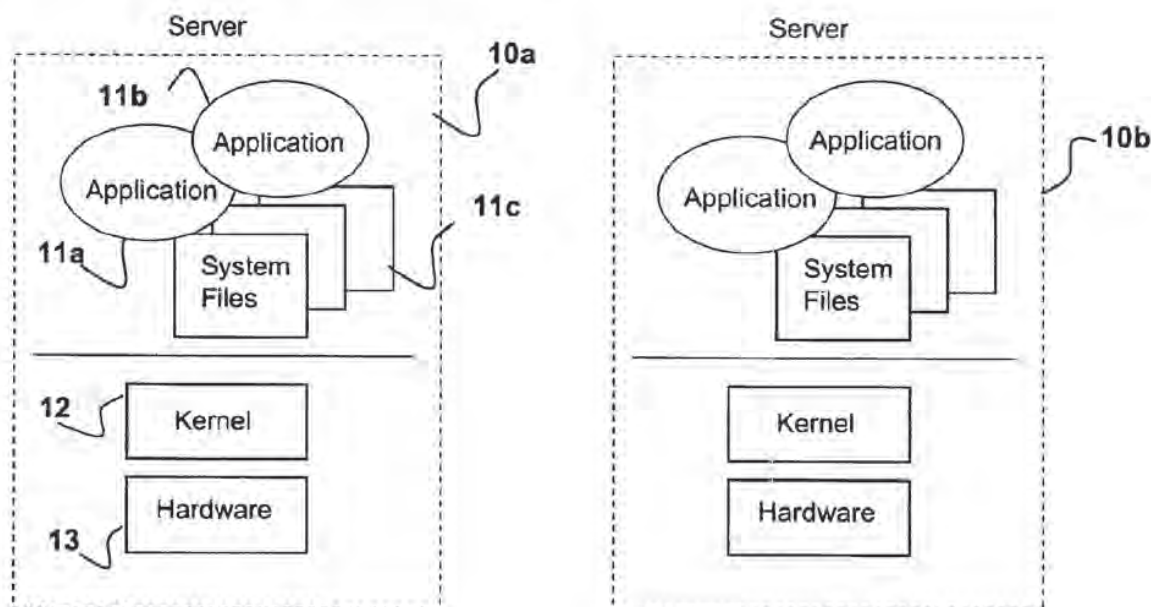 Server
10a
11b
Application
Application
11a
11c
System
Files
12
Kernel
Hardware
13
Server
10b
Application
Application
System
Files
Kernel
Hardware